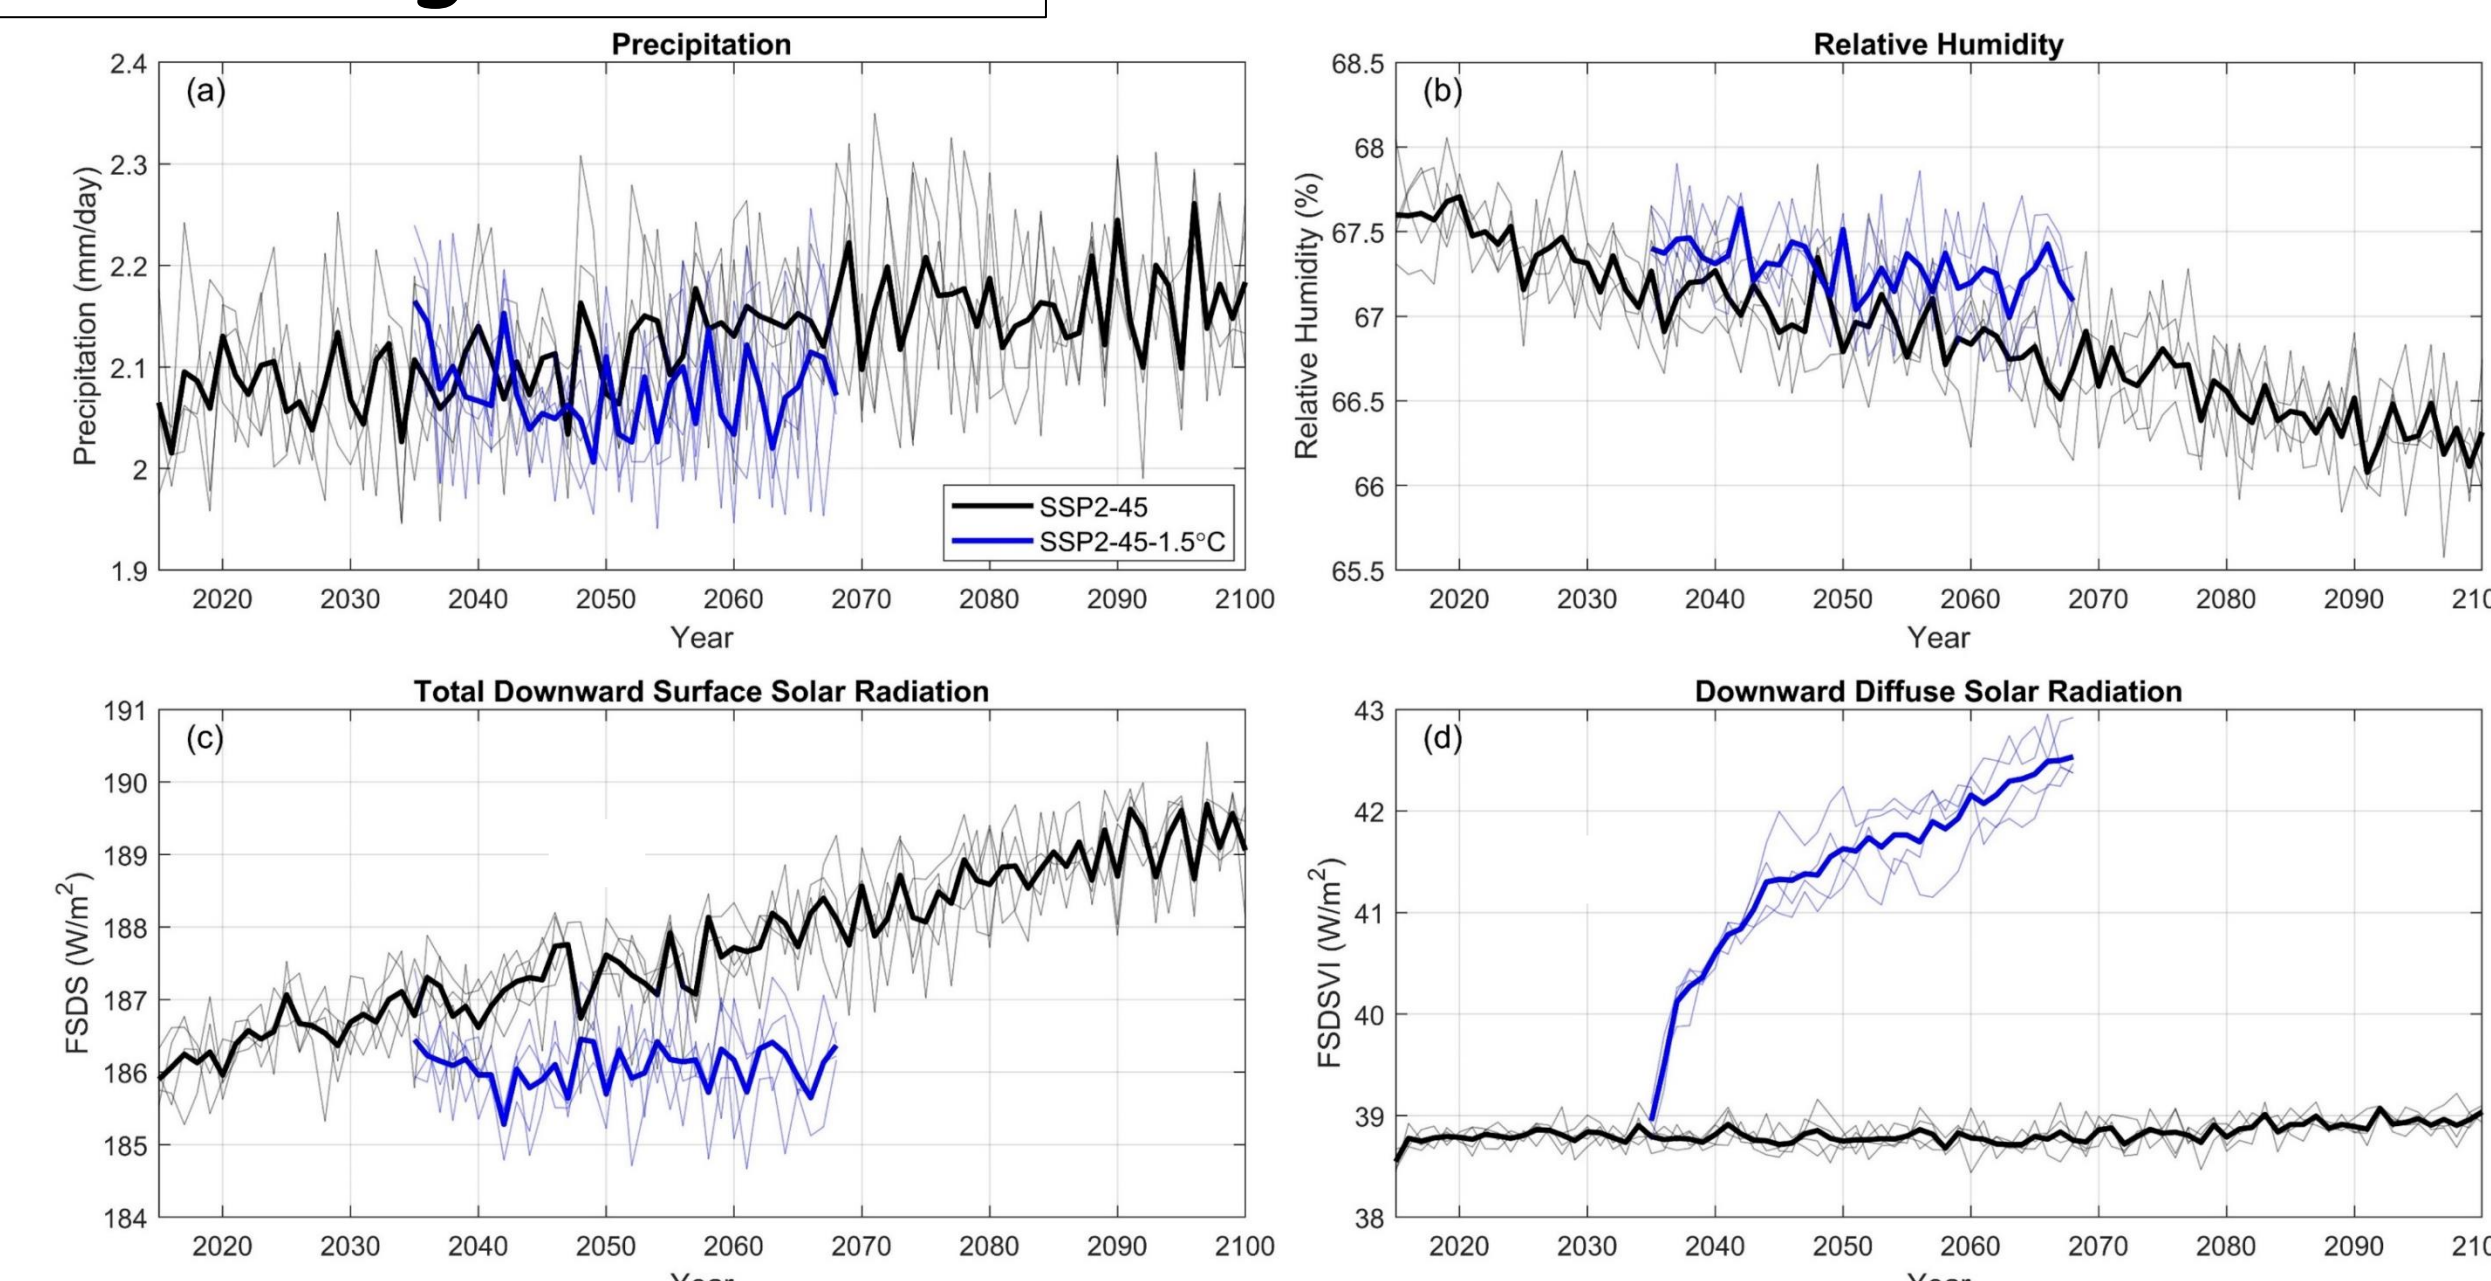 Precipitation
(a)
2.4
2.3
2.2
2.1
2
1.9
Precipitation (mm/day)
SSP2-45
SSP2-45-1.5°C
2020 2030 2040 2050 2060 2070 2080 2090 2100
Year
Relative Humidity
(b)
68.5
68
67.5
67
66.5
66
65.5
Relative Humidity (%)
2020 2030 2040 2050 2060 2070 2080 2090 210
Year
Total Downward Surface Solar Radiation
(c)
191
190
189
188
187
186
185
184
FSDS (W/m²)
2020 2030 2040 2050 2060 2070 2080 2090 2100
Year
Downward Diffuse Solar Radiation
(d)
43
42
41
40
39
38
FSDSVI (W/m²)
2020 2030 2040 2050 2060 2070 2080 2090 210
Year